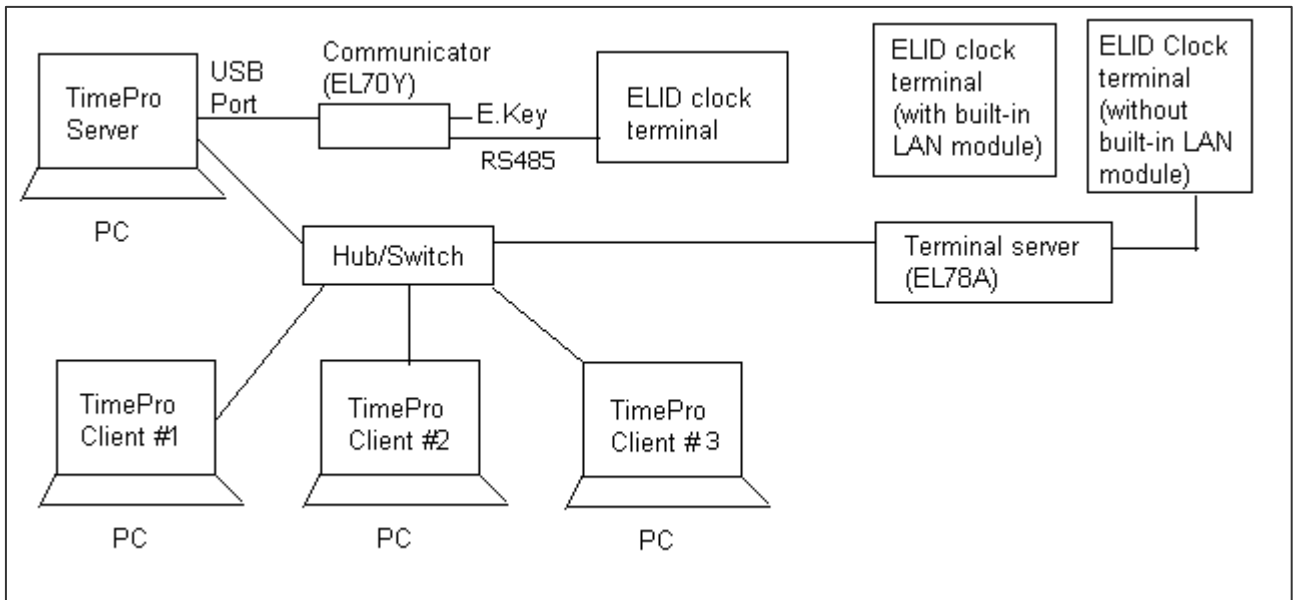 TimePro
Server
PC
USB
Port
Communicator
(EL70Y)
E.Key
RS485
ELID clock
terminal
ELID clock
terminal
(with built-in
LAN module)
ELID Clock
terminal
(without
built-in LAN
module)
Hub/Switch
Terminal server
(EL78A)
TimePro
Client #1
PC
TimePro
Client #2
PC
TimePro
Client #3
PC